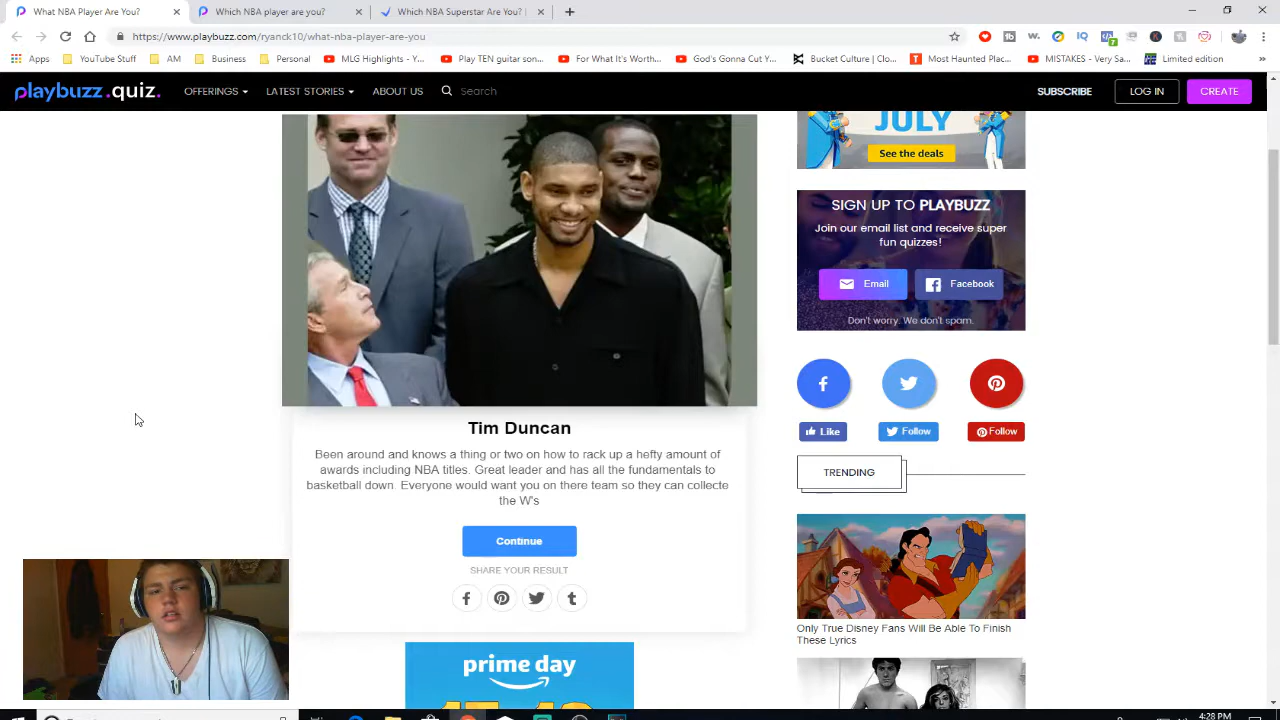 What NBA Player Are You?
Which NBA player are you?
Which NBA Superstar Are You?
https://www.playbuzz.com/ryanck10/what-nba-player-are-you
Apps
YouTube Stuff
AM
Business
Personal
MLG Highlights - Y...
Play TEN guitar son...
For What It's Worth...
God's Gonna Cut Y...
Bucket Culture | Cb...
Most Haunted Plac...
MISTAKES - Very Sa...
Limited edition
playbuzz.quiz.
OFFERINGS
LATEST STORIES
ABOUT US
Search
SUBSCRIBE
LOG IN
CREATE
JULY
See the deals
SIGN UP TO PLAYBUZZ
Join our email list and receive super
fun quizzes!
Email
Facebook
Don't worry. We don't spam.
Like
Follow
Follow
TRENDING
Tim Duncan
Been around and knows a thing or two on how to rack up a hefty amount of
awards including NBA titles. Great leader and has all the fundamentals to
basketball down. Everyone would want you on there team so they can collecte
the W's
Continue
SHARE YOUR RESULT
prime day
Only True Disney Fans Will Be Able To Finish
These Lyrics
4:28 PM